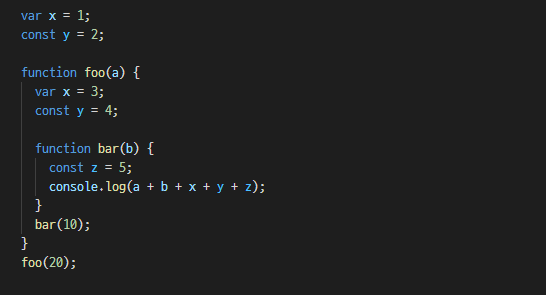 var x = 1;
const y = 2;

function foo(a) {
  var x = 3;
  const y = 4;

  function bar(b) {
    const z = 5;
    console.log(a + b + x + y + z);
  }
  bar(10);
}
foo(20);